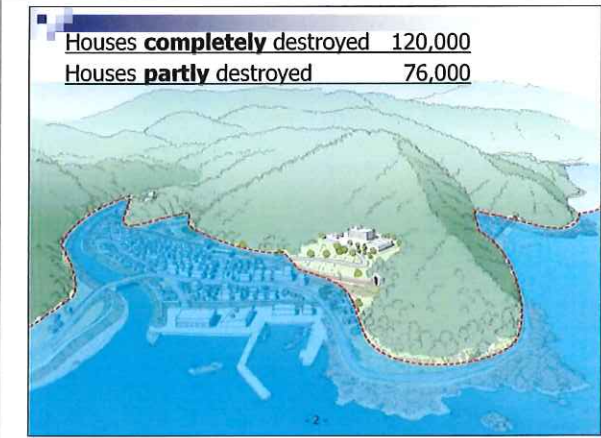 Houses completely destroyed 120,000
Houses partly destroyed 76,000
- 2 -